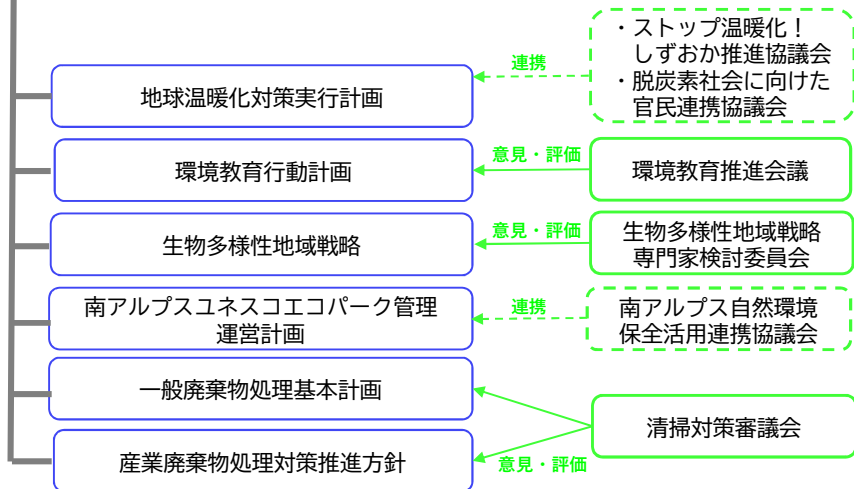 ・ストップ温暖化！
しずおか推進協議会
・脱炭素社会に向けた
官民連携協議会
連携
地球温暖化対策実行計画
意見・評価
環境教育行動計画
環境教育推進会議
意見・評価
生物多様性地域戦略
生物多様性地域戦略
専門家検討委員会
南アルプスユネスコエコパーク管理
運営計画
連携
南アルプス自然環境
保全活用連携協議会
一般廃棄物処理基本計画
清掃対策審議会
産業廃棄物処理対策推進方針
意見・評価